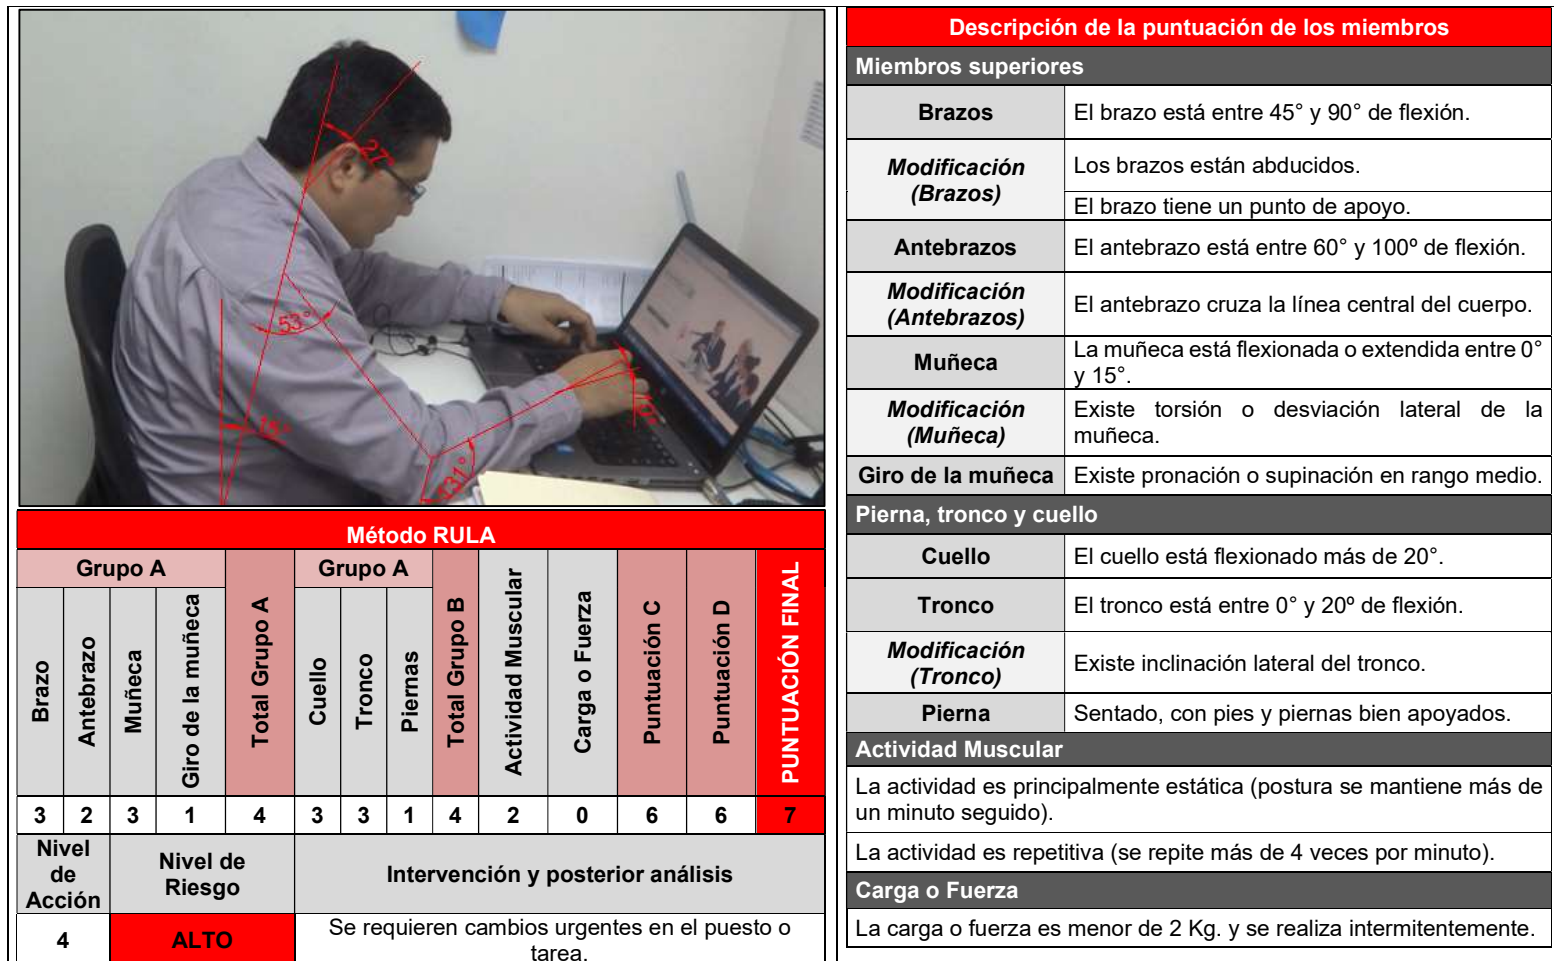 27°
53°
15°
131°
10°
Método RULA
Grupo A
Grupo A
Brazo
Antebrazo
Muñeca
Giro de la muñeca
Total Grupo A
Cuello
Tronco
Piernas
Total Grupo B
Actividad Muscular
Carga o Fuerza
Puntuación C
Puntuación D
PUNTUACIÓN FINAL
3 2 3 1 4 3 3 1 4 2 0 6 6 7
Nivel
de
Acción
Nivel de
Riesgo
Intervención y posterior análisis
4
ALTO
Se requieren cambios urgentes en el puesto o
tarea.
Descripción de la puntuación de los miembros
Miembros superiores
Brazos
El brazo está entre 45° y 90° de flexión.
Modificación
(Brazos)
Los brazos están abducidos.
El brazo tiene un punto de apoyo.
Antebrazos
El antebrazo está entre 60° y 100º de flexión.
Modificación
(Antebrazos)
El antebrazo cruza la línea central del cuerpo.
Muñeca
La muñeca está flexionada o extendida entre 0°
y 15°.
Modificación
(Muñeca)
Existe torsión o desviación lateral de la
muñeca.
Giro de la muñeca
Existe pronación o supinación en rango medio.
Pierna, tronco y cuello
Cuello
El cuello está flexionado más de 20°.
Tronco
El tronco está entre 0° y 20º de flexión.
Modificación
(Tronco)
Existe inclinación lateral del tronco.
Pierna
Sentado, con pies y piernas bien apoyados.
Actividad Muscular
La actividad es principalmente estática (postura se mantiene más de
un minuto seguido).
La actividad es repetitiva (se repite más de 4 veces por minuto).
Carga o Fuerza
La carga o fuerza es menor de 2 Kg. y se realiza intermitentemente.